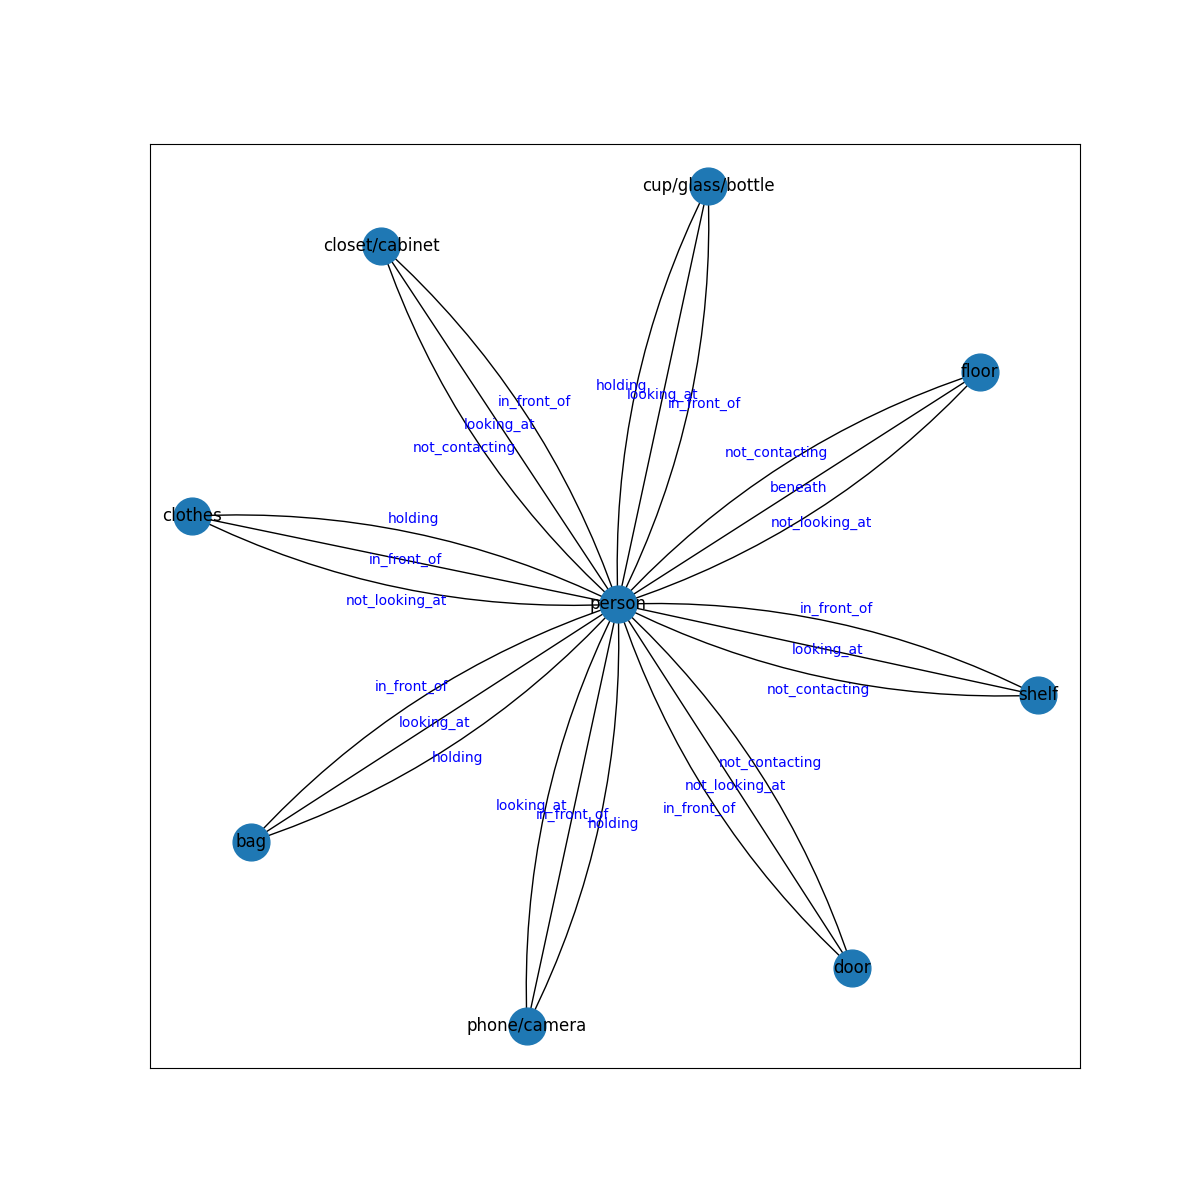 cup/glass/bottle
closet/cabinet
floor
holding
looking_at
in_front_of
in_front_of
looking_at
not_contacting
not_contacting
beneath
not_looking_at
clothes
holding
in_front_of
not_looking_at
person
in_front_of
looking_at
not_contacting
shelf
in_front_of
looking_at
holding
not_contacting
not_looking_at
in_front_of
looking_at
in_front_of
holding
bag
door
phone/camera